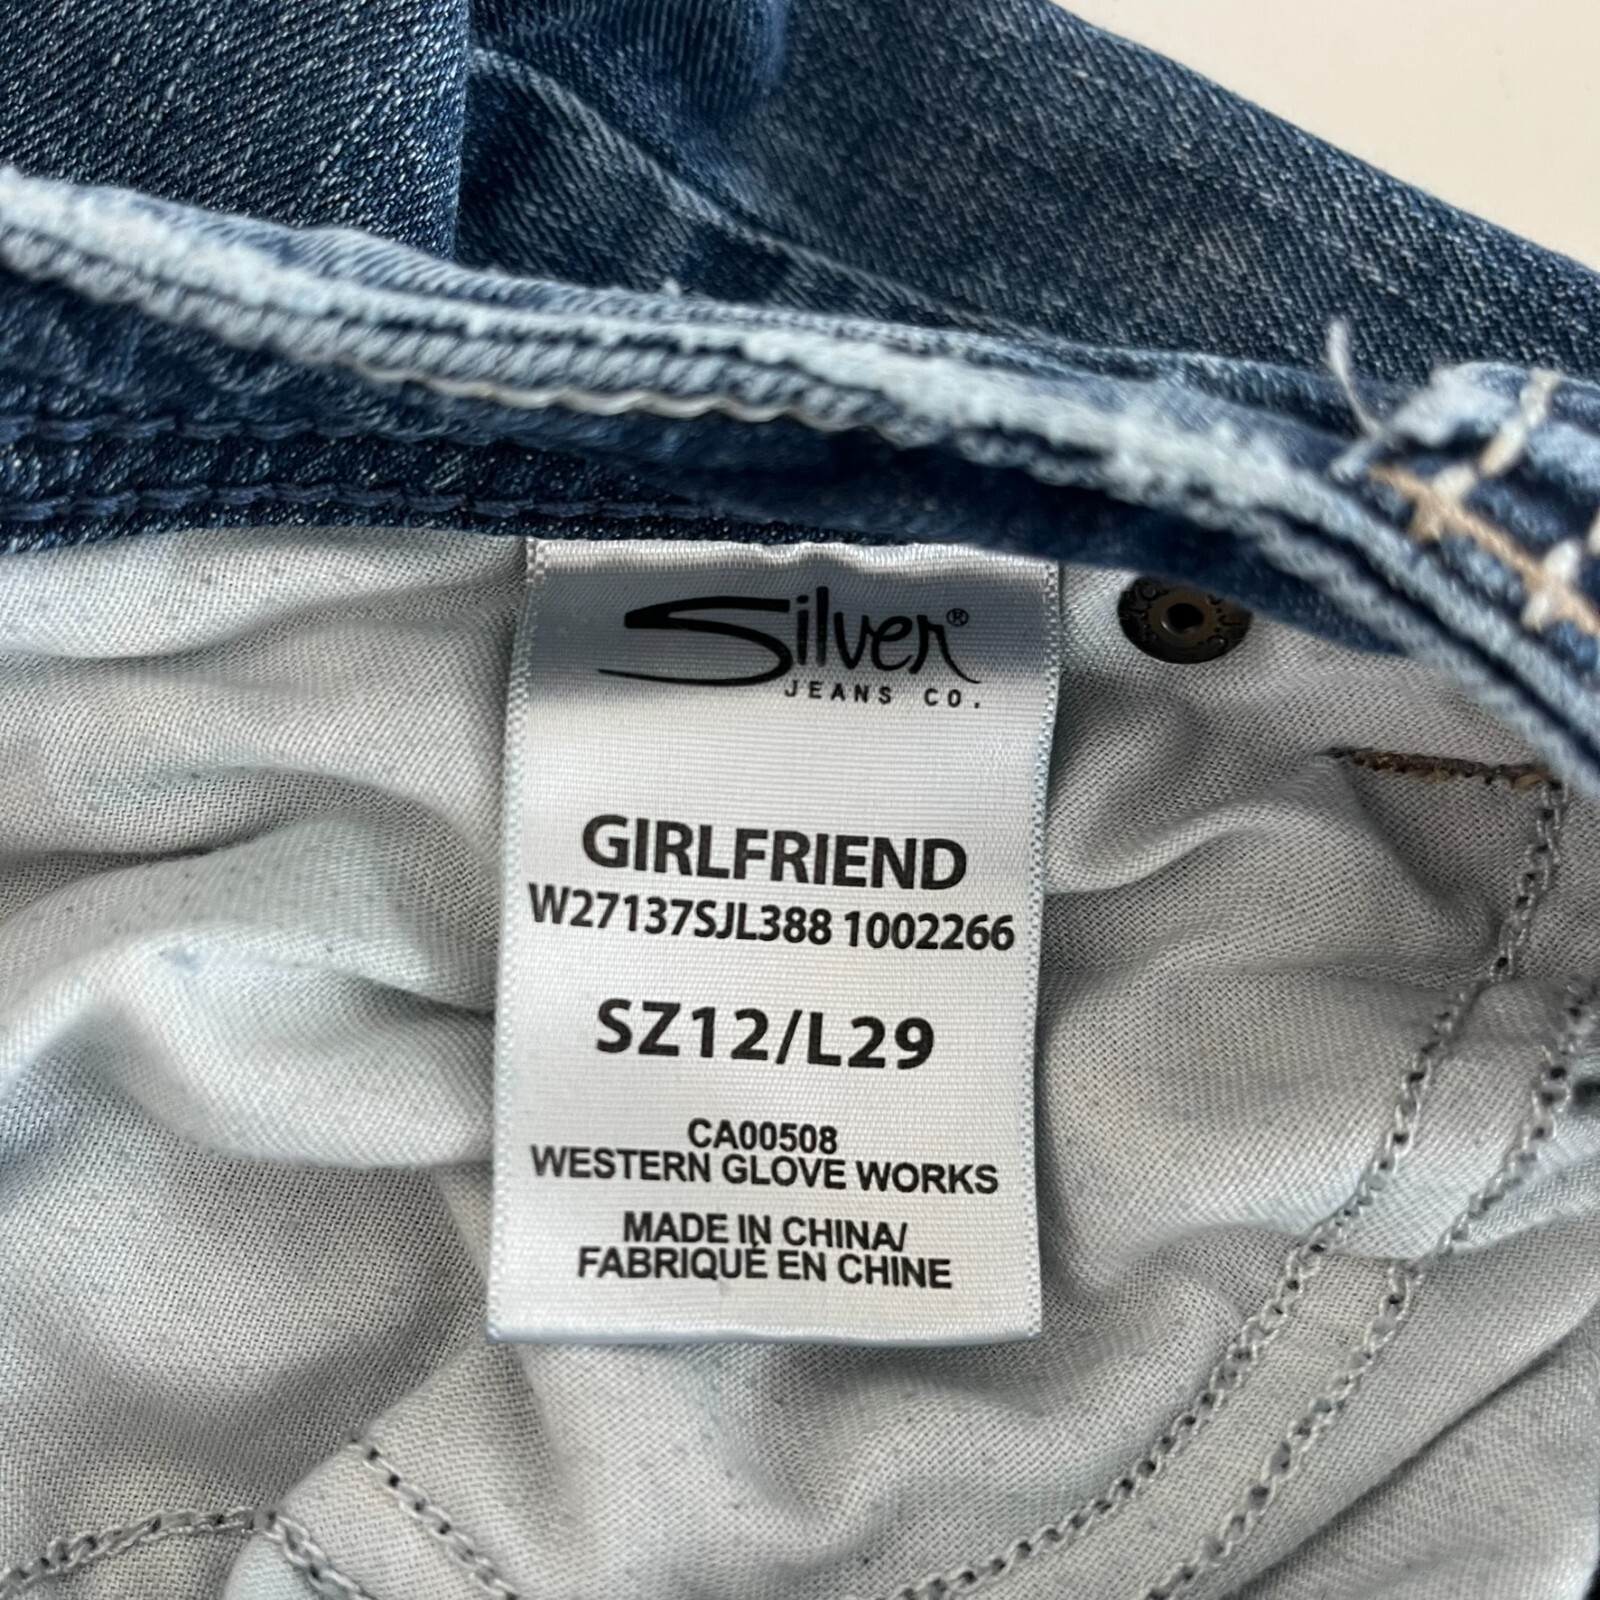 Silver®
JEANS CO.
GIRLFRIEND
W27137SJL388 1002266
SZ12/L29
CA00508
WESTERN GLOVE WORKS
MADE IN CHINA/
FABRIQUÉ EN CHINE